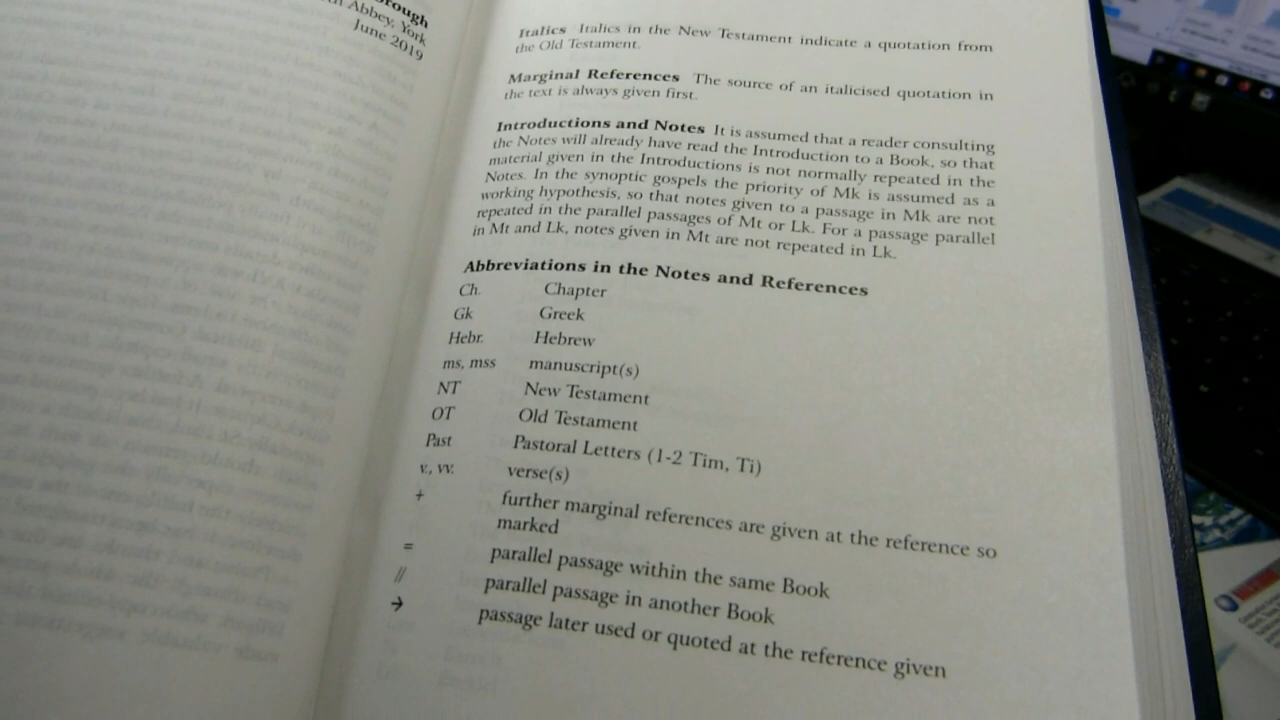 rough
Abbey, York
June 2019
Italics Italics in the New Testament indicate a quotation from
the Old Testament.
Marginal References The source of an italicised quotation in
the text is always given first.
Introductions and Notes It is assumed that a reader consulting
the Notes will already have read the Introduction to a Book, so that
material given in the Introductions is not normally repeated in the
Notes. In the synoptic gospels the priority of Mk is assumed as a
working hypothesis, so that notes given to a passage in Mk are not
repeated in the parallel passages of Mt or Lk. For a passage parallel
in Mt and Lk, notes given in Mt are not repeated in Lk.
Abbreviations in the Notes and References
Ch. Chapter
Gk Greek
Hebr. Hebrew
ms, mss manuscript(s)
NT New Testament
OT Old Testament
Past Pastoral Letters (1-2 Tim, Ti)
v., vv. verse(s)
+ further marginal references are given at the reference so
marked
= parallel passage within the same Book
// parallel passage in another Book
→ passage later used or quoted at the reference given